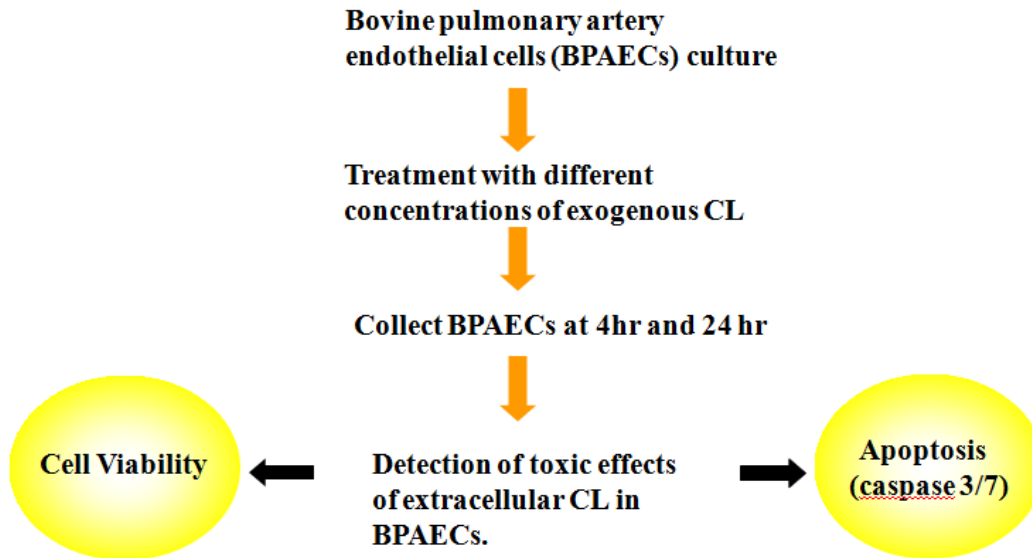 Bovine pulmonary artery
endothelial cells (BPAECs) culture
Treatment with different
concentrations of exogenous CL
Collect BPAECs at 4hr and 24 hr
Cell Viability
Detection of toxic effects
of extracellular CL in
BPAECs.
Apoptosis
(caspase 3/7)